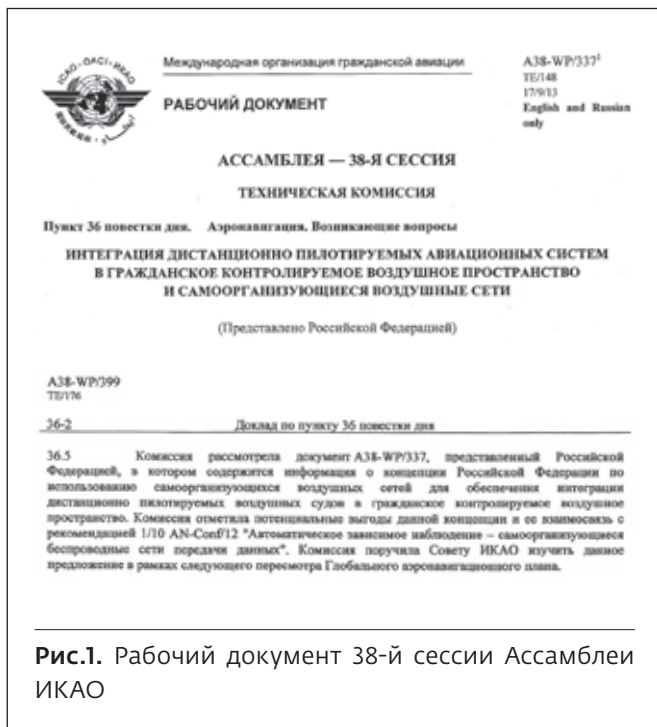 ICAO·OACI·ИКАО
Международная организация гражданской авиации
РАБОЧИЙ ДОКУМЕНТ
A38-WP/337¹
TE/148
17/9/13
English and Russian
only
АССАМБЛЕЯ — 38-Я СЕССИЯ
ТЕХНИЧЕСКАЯ КОМИССИЯ
Пункт 36 повестки дня. Аэронавигация. Возникающие вопросы
ИНТЕГРАЦИЯ ДИСТАНЦИОННО ПИЛОТИРУЕМЫХ АВИАЦИОННЫХ СИСТЕМ
В ГРАЖДАНСКОЕ КОНТРОЛИРУЕМОЕ ВОЗДУШНОЕ ПРОСТРАНСТВО
И САМООРГАНИЗУЮЩИЕСЯ ВОЗДУШНЫЕ СЕТИ
(Представлено Российской Федерацией)
A38-WP/399
TE/176
36-2 Доклад по пункту 36 повестки дня
36.5 Комиссия рассмотрела документ A38-WP/337, представленный Российской
Федерацией, в котором содержится информация о концепции Российской Федерации по
использованию самоорганизующихся воздушных сетей для обеспечения интеграции
дистанционно пилотируемых воздушных судов в гражданское контролируемое воздушное
пространство. Комиссия отметила потенциальные выгоды данной концепции и ее взаимосвязь с
рекомендацией 1/10 AN-Conf/12 "Автоматическое зависимое наблюдение – самоорганизующиеся
беспроводные сети передачи данных". Комиссия поручила Совету ИКАО изучить данное
предложение в рамках следующего пересмотра Глобального аэронавигационного плана.
Рис.1. Рабочий документ 38-й сессии Ассамблеи
ИКАО